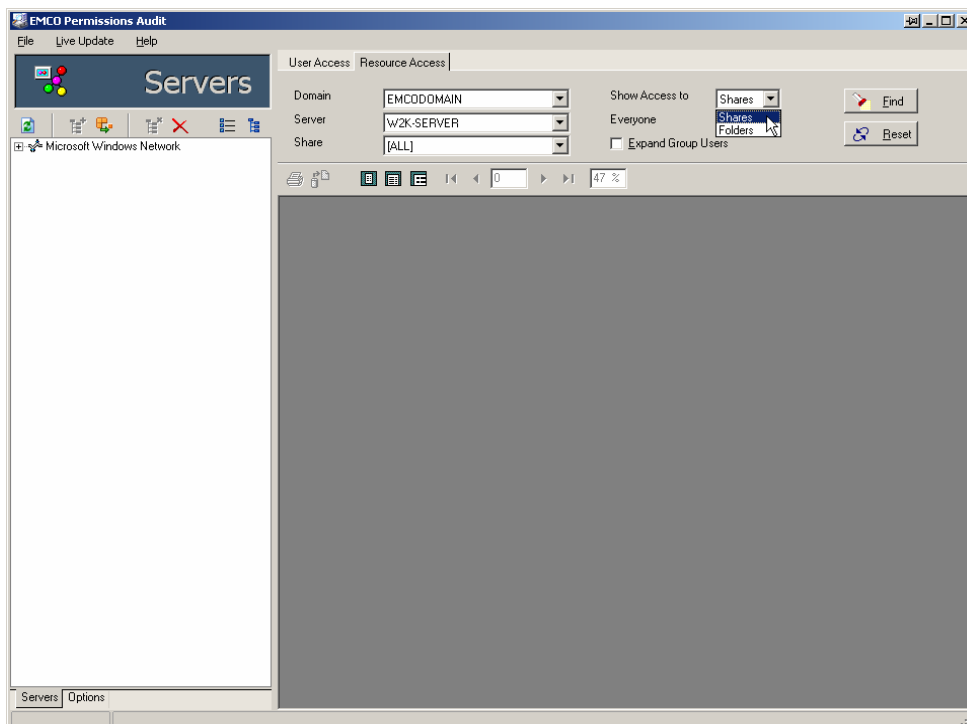 EMCO Permissions Audit
File Live Update Help
Servers
Microsoft Windows Network
User Access Resource Access
Domain EMCODOMAIN Show Access to Shares Find
Server W2K-SERVER Everyone Shares
Folders Reset
Share [ALL] Expand Group Users
0 47 %
Servers Options